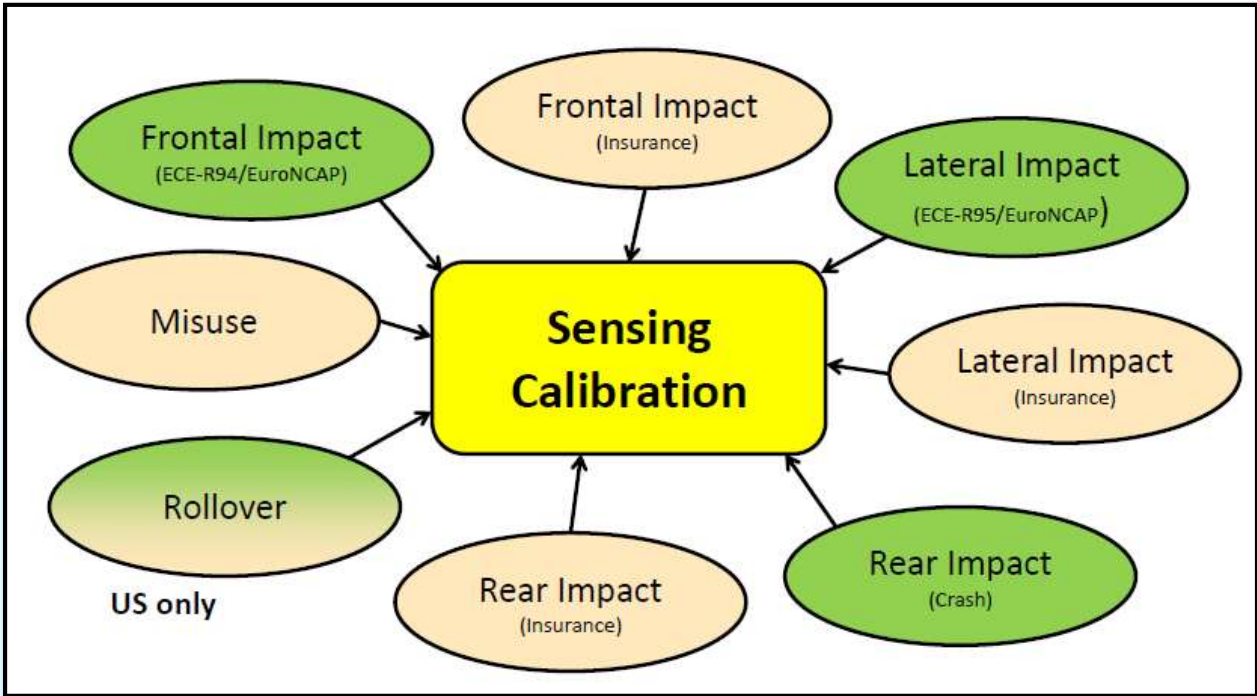 Frontal Impact
(ECE-R94/EuroNCAP)
Frontal Impact
(Insurance)
Lateral Impact
(ECE-R95/EuroNCAP)
Misuse
Sensing
Calibration
Lateral Impact
(Insurance)
Rollover
US only
Rear Impact
(Insurance)
Rear Impact
(Crash)